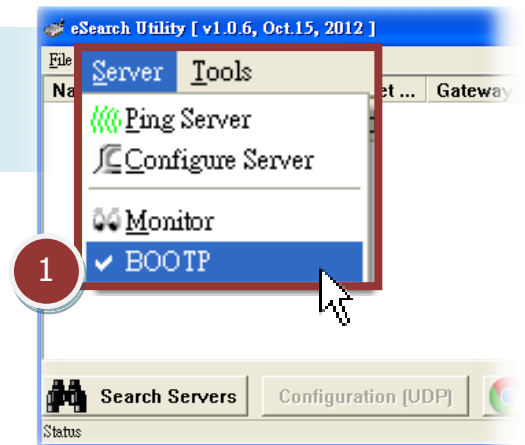 eSearch Utility [ v1.0.6, Oct.15, 2012 ]
File
Server Tools
et ... Gateway
Ping Server
Configure Server
Monitor
BOOTP
1
Search Servers Configuration (UDP)
Status